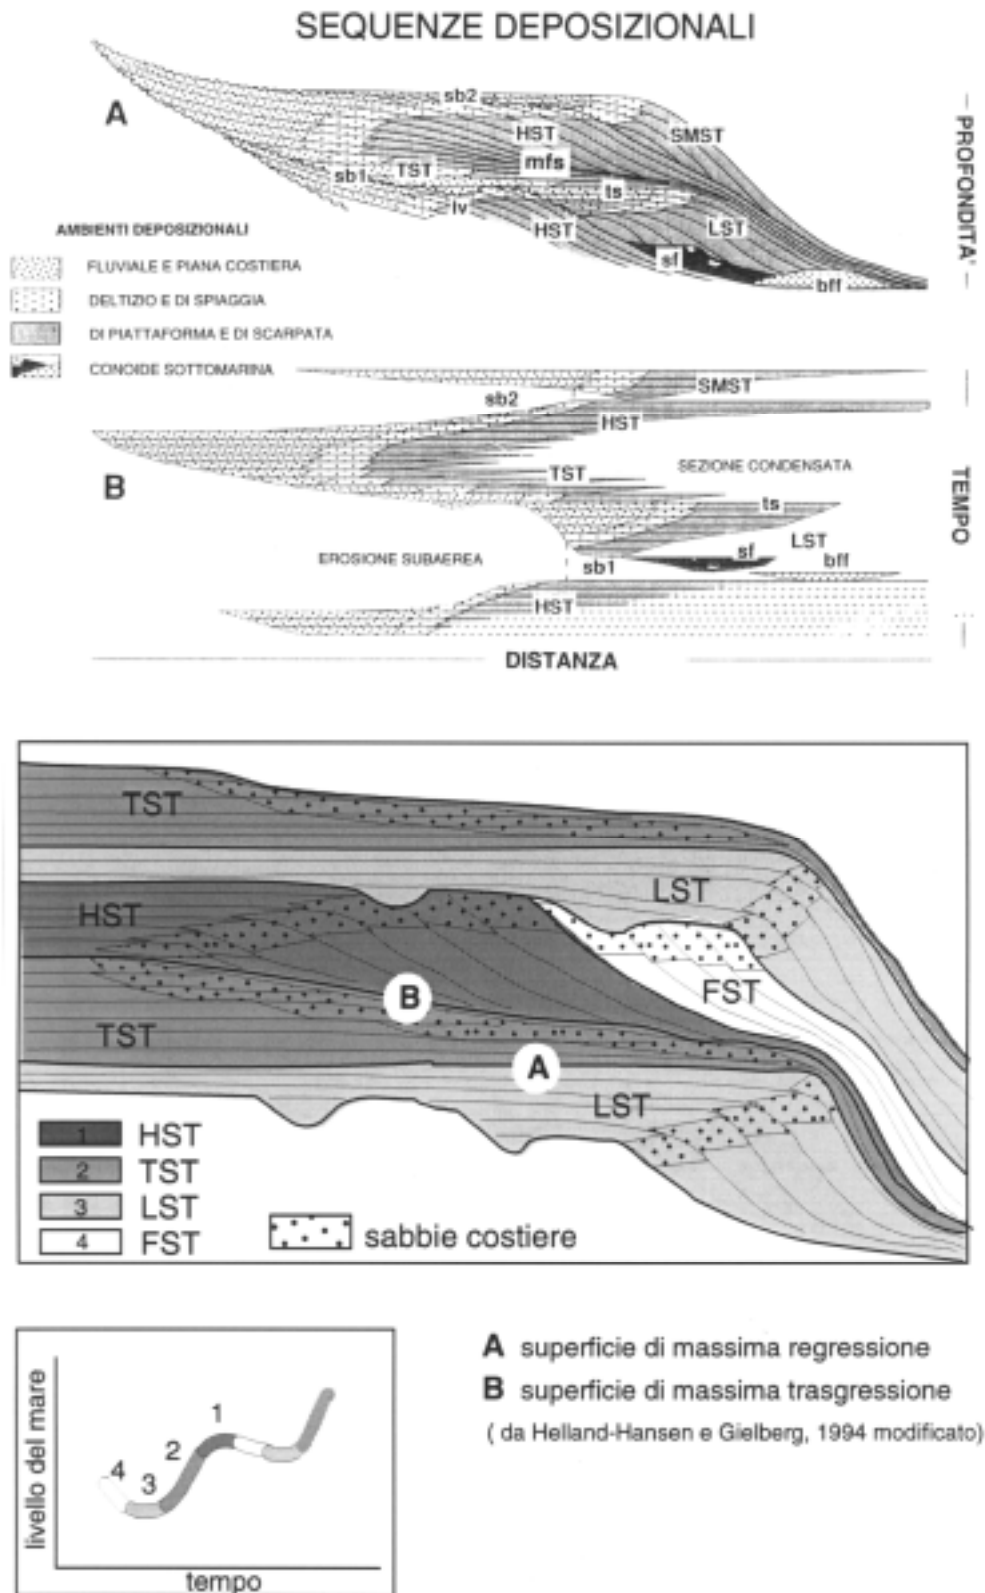 SEQUENZE DEPOSIZIONALI
A
sb2
HST
SMST
mfs
TST
sb1
ts
lv
HST
LST
sf
bff
PROFONDITA'
AMBIENTI DEPOSIZIONALI
FLUVIALE E PIANA COSTIERA
DELTIZIO E DI SPIAGGIA
DI PIATTAFORMA E DI SCARPATA
CONOIDE SOTTOMARINA
SMST
sb2
HST
B
TST
SEZIONE CONDENSATA
ts
LST
sf
bff
EROSIONE SUBAEREA
sb1
HST
TEMPO
DISTANZA
TST
LST
HST
B
FST
TST
A
LST
1 HST
2 TST
3 LST
4 FST
sabbie costiere
livello del mare
1
2
4
3
tempo
A superficie di massima regressione
B superficie di massima trasgressione
( da Helland-Hansen e Gielberg, 1994 modificato)